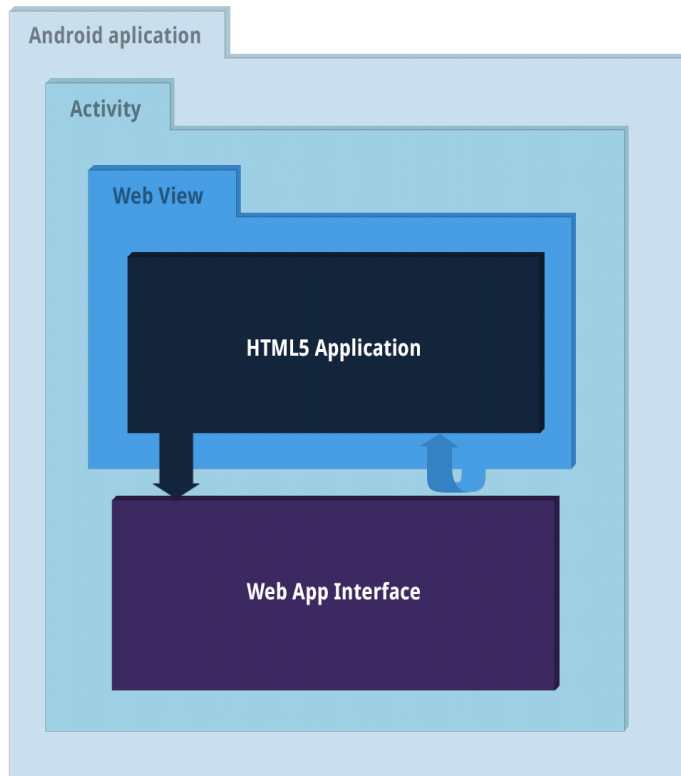 Android aplication
Activity
Web View
HTML5 Application
Web App Interface